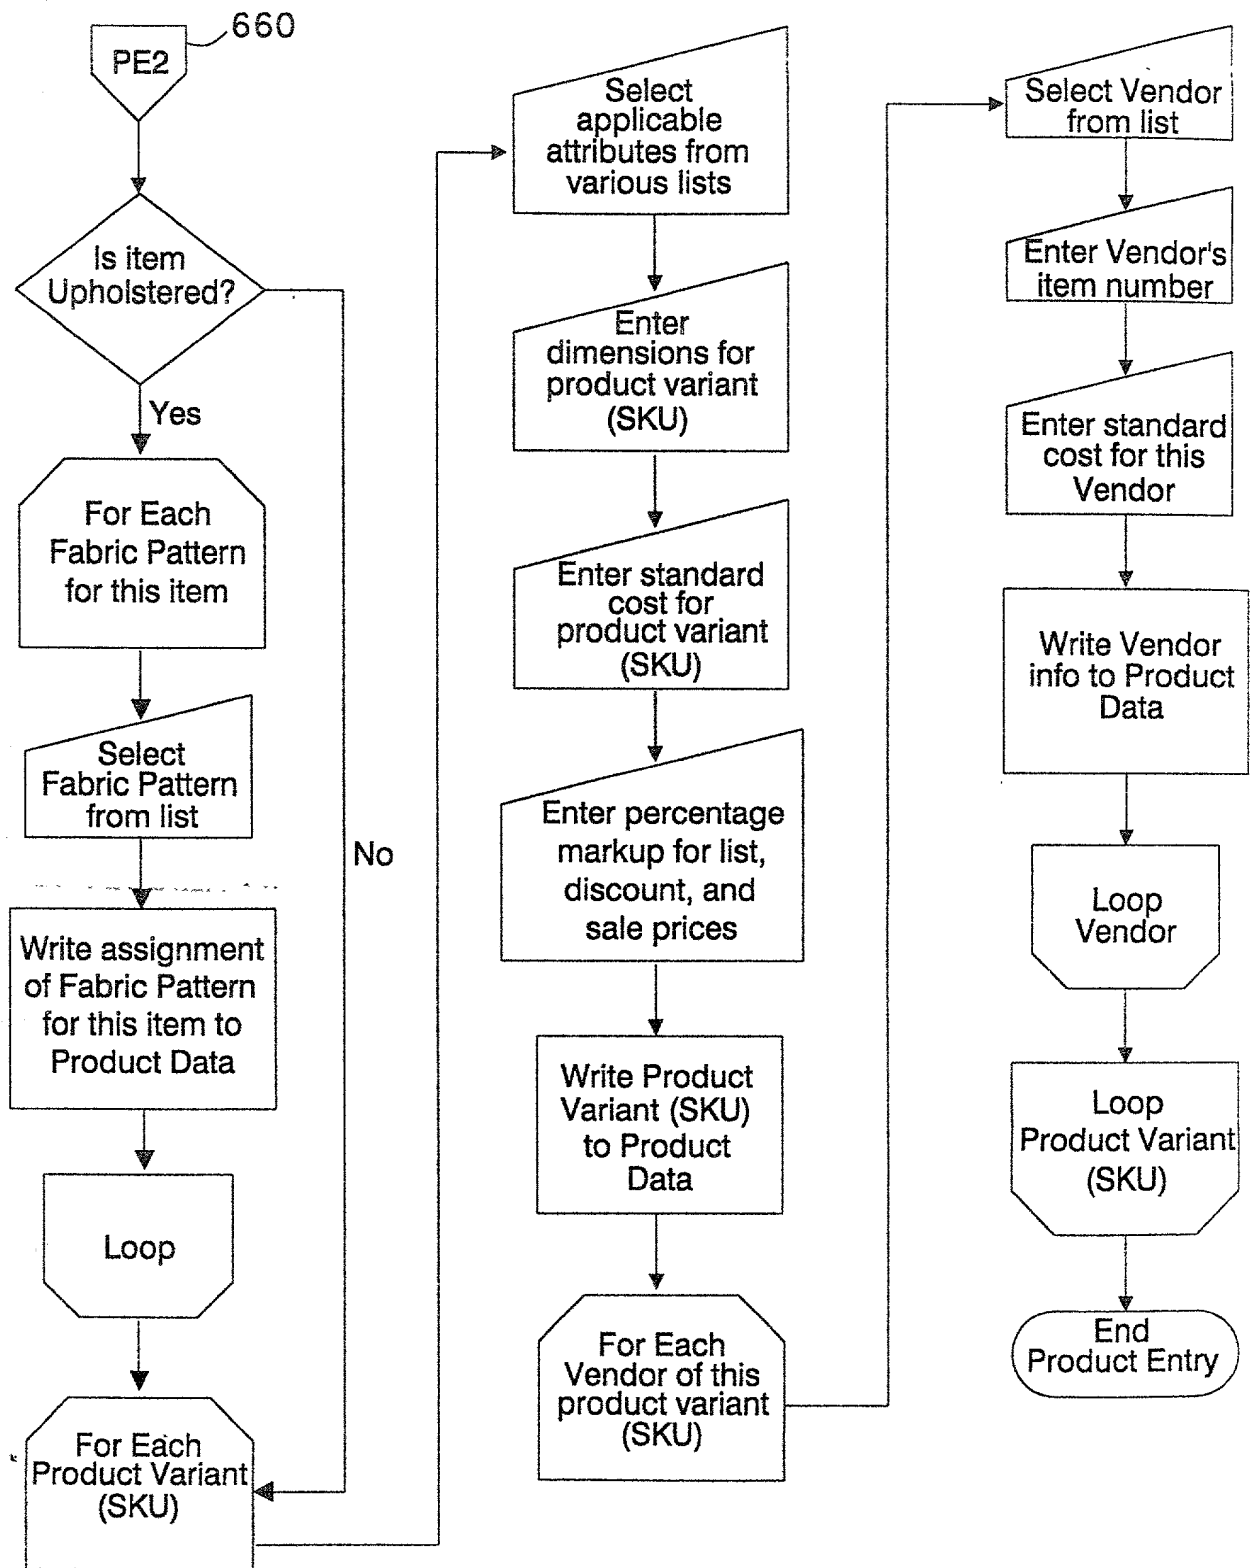 660
PE2
Is item
Upholstered?
Yes
For Each
Fabric Pattern
for this item
Select
Fabric Pattern
from list
No
Write assignment
of Fabric Pattern
for this item to
Product Data
Loop
For Each
Product Variant
(SKU)
Select
applicable
attributes from
various lists
Enter
dimensions for
product variant
(SKU)
Enter standard
cost for
product variant
(SKU)
Enter percentage
markup for list,
discount, and
sale prices
Write Product
Variant (SKU)
to Product
Data
For Each
Vendor of this
product variant
(SKU)
Select Vendor
from list
Enter Vendor's
item number
Enter standard
cost for this
Vendor
Write Vendor
info to Product
Data
Loop
Vendor
Loop
Product Variant
(SKU)
End
Product Entry